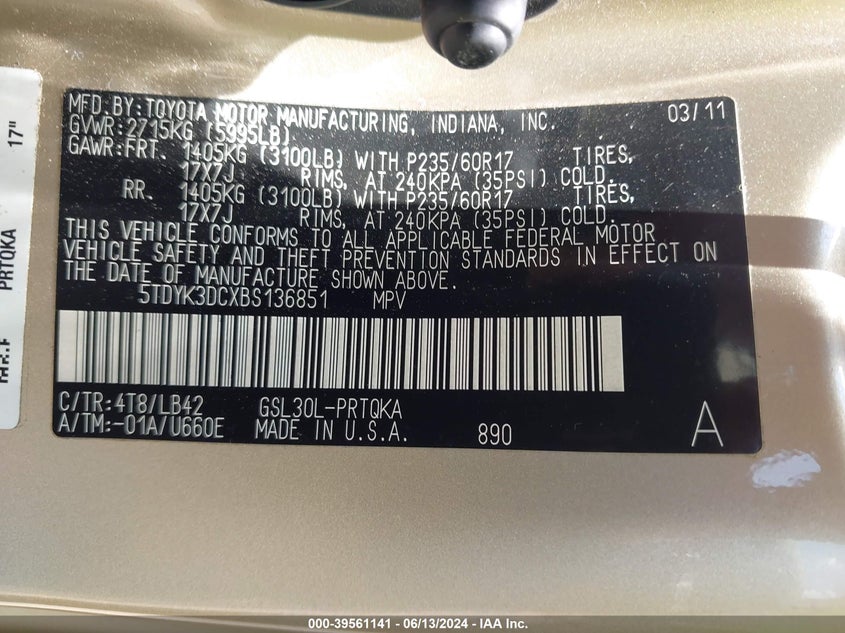 MFD.BY:TOYOTA MOTOR MANUFACTURING, INDIANA, INC. 03/11
GVWR:2715KG (5995LB)
GAWR:FRT. 1405KG (3100LB) WITH P235/60R17 TIRES,
17X7J RIMS, AT 240KPA (35PSI) COLD.
RR. 1405KG (3100LB) WITH P235/60R17 TIRES,
17X7J RIMS, AT 240KPA (35PSI) COLD.
THIS VEHICLE CONFORMS TO ALL APPLICABLE FEDERAL MOTOR
VEHICLE SAFETY AND THEFT PREVENTION STANDARDS IN EFFECT ON
THE DATE OF MANUFACTURE SHOWN ABOVE.
5TDYK3DCXBS136851 MPV
C/TR:4T8/LB42 GSL30L-PRTQKA
A/TM:-01A/U660E MADE IN U.S.A. 890 A
17"
PRTQKA
000-39561141 - 06/13/2024 - IAA Inc.